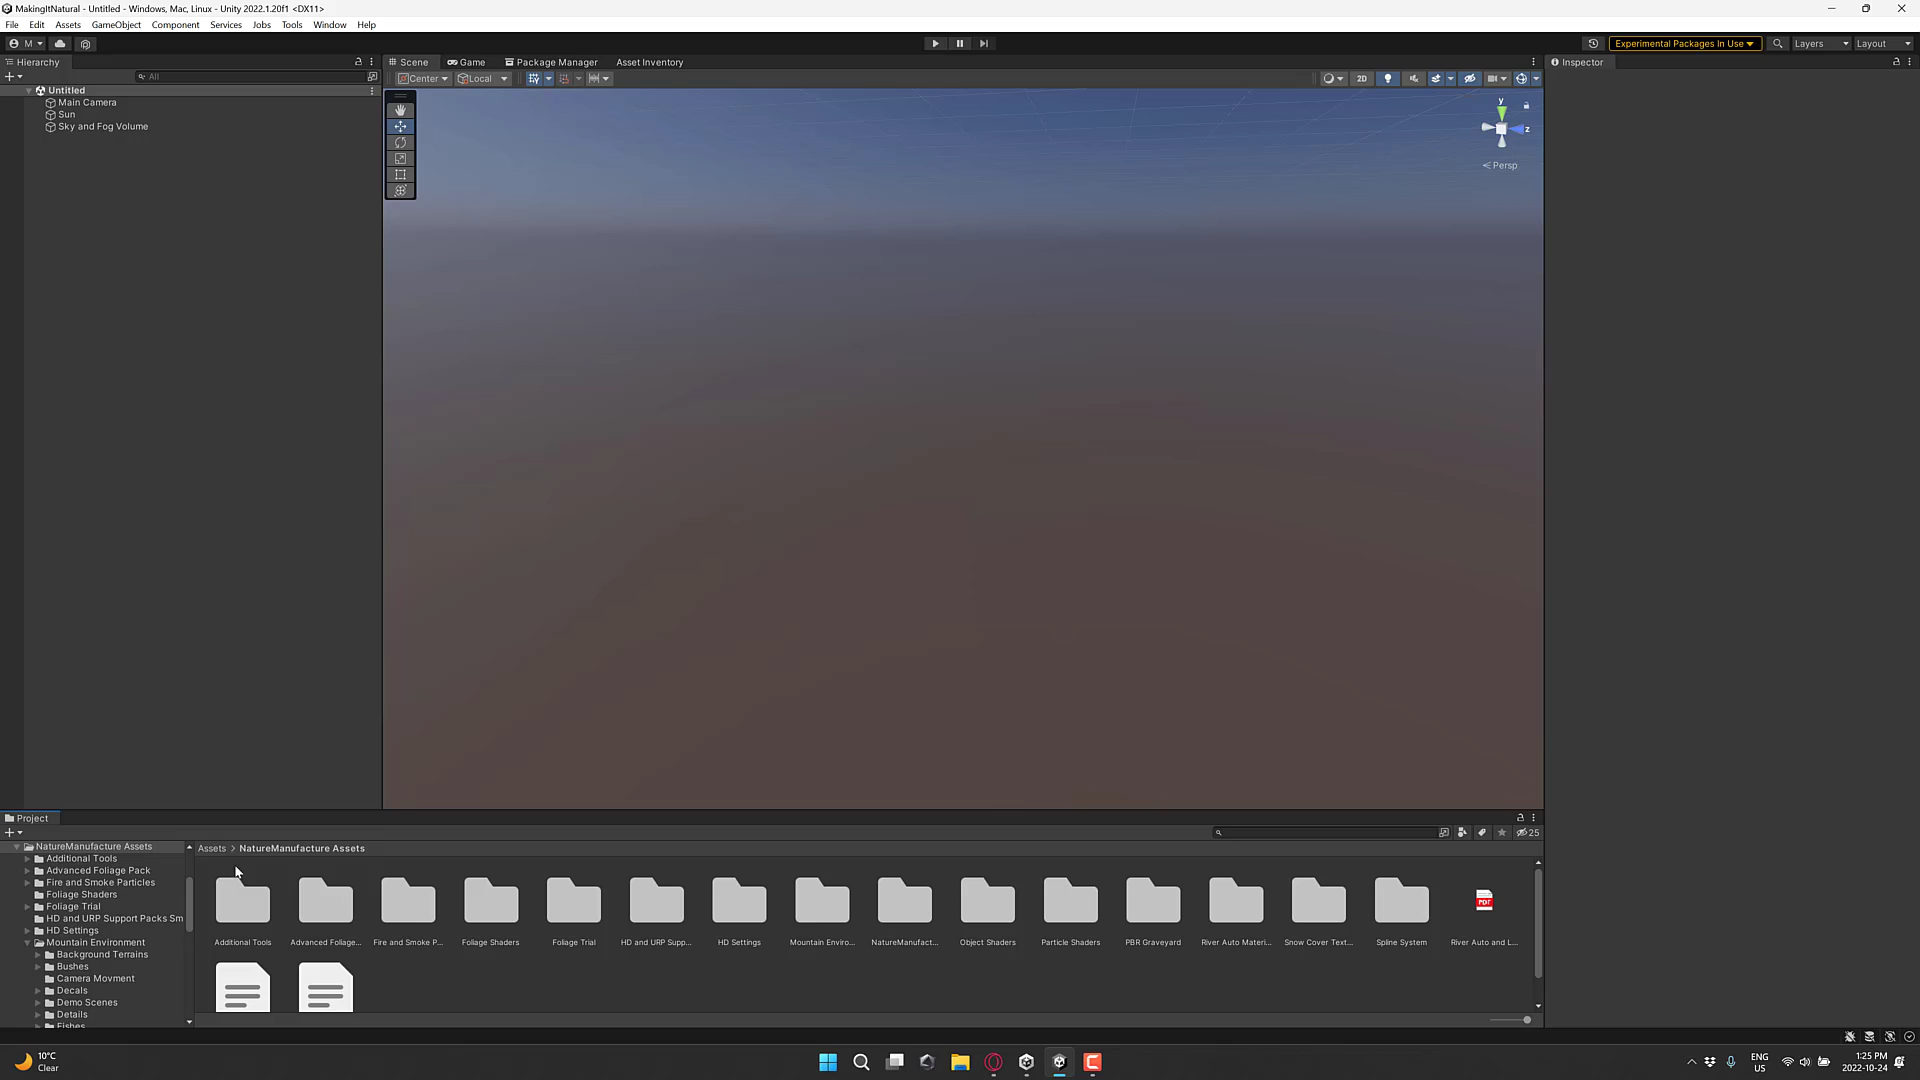 MakingItNatural - Untitled - Windows, Mac, Linux - Unity 2022.1.20f1 <DX11>
File Edit Assets GameObject Component Services Jobs Tools Window Help
M
Experimental Packages In Use
Layers
Layout
Hierarchy
Scene
Game
Package Manager
Asset Inventory
Inspector
All
Center
Local
2D
Untitled
Main Camera
Sun
Sky and Fog Volume
y
z
Persp
Project
25
NatureManufacture Assets
Additional Tools
Advanced Foliage Pack
Fire and Smoke Particles
Foliage Shaders
Foliage Trial
HD and URP Support Packs Sm
HD Settings
Mountain Environment
Background Terrains
Bushes
Camera Movment
Decals
Demo Scenes
Details
Fishes
Assets > NatureManufacture Assets
Additional Tools
Advanced Foliage...
Fire and Smoke P...
Foliage Shaders
Foliage Trial
HD and URP Supp...
HD Settings
Mountain Enviro...
NatureManufact...
Object Shaders
Particle Shaders
PBR Graveyard
River Auto Materi...
Snow Cover Text...
Spline System
PDF
River Auto and L...
10°C
Clear
ENG
US
1:25 PM
2022-10-24